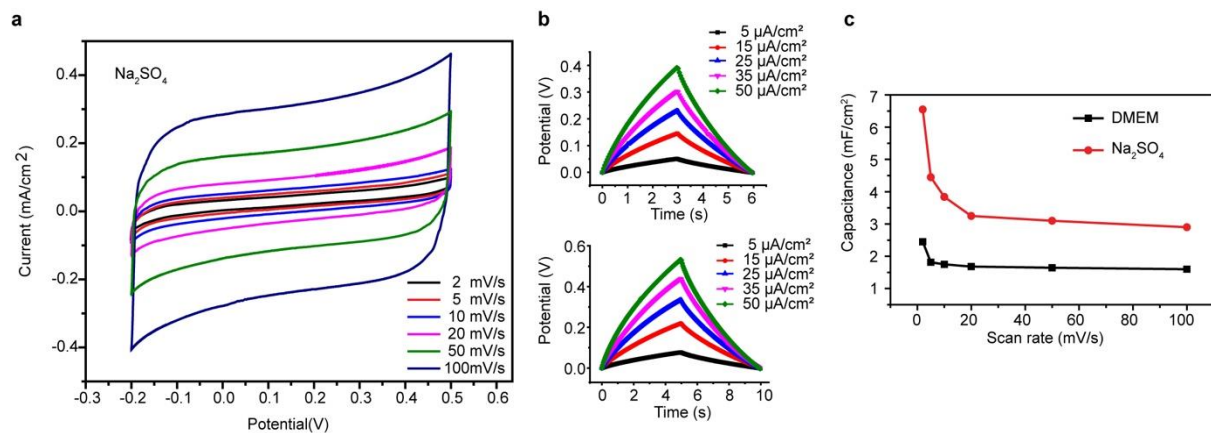 a
Na₂SO₄
Current (mA/cm²)
0.4
0.2
0.0
-0.2
-0.4
2 mV/s
5 mV/s
10 mV/s
20 mV/s
50 mV/s
100mV/s
-0.3 -0.2 -0.1 0.0 0.1 0.2 0.3 0.4 0.5 0.6
Potential(V)
b
5 µA/cm²
15 µA/cm²
25 µA/cm²
35 µA/cm²
50 µA/cm²
Potential (V)
0.4
0.3
0.2
0.1
0.0
0 1 2 3 4 5 6
Time (s)
5 µA/cm²
15 µA/cm²
25 µA/cm²
35 µA/cm²
50 µA/cm²
Potential (V)
0.6
0.4
0.2
0.0
0 2 4 6 8 10
Time (s)
c
DMEM
Na₂SO₄
Capacitance (mF/cm²)
7
6
5
4
3
2
1
0 20 40 60 80 100
Scan rate (mV/s)